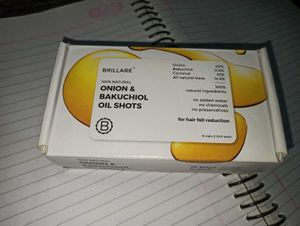 BRILLARE
100% NATURAL
ONION &
BAKUCHIOL
OIL SHOTS
B
Onion
Bakuchiol
Coconut
All natural base
100%
natural ingredients
no added water
no chemicals
no preservatives
for hair fall reduction